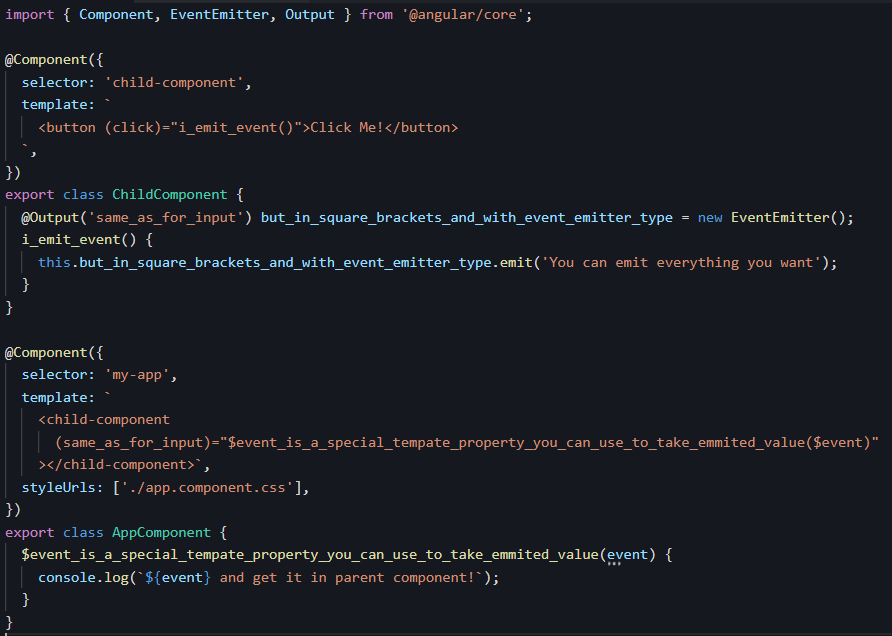 import { Component, EventEmitter, Output } from '@angular/core';
@Component({
selector: 'child-component',
template: `
<button (click)="i_emit_event()">Click Me!</button>
`,
})
export class ChildComponent {
@Output('same_as_for_input') but_in_square_brackets_and_with_event_emitter_type = new EventEmitter();
i_emit_event() {
this.but_in_square_brackets_and_with_event_emitter_type.emit('You can emit everything you want');
}
}
@Component({
selector: 'my-app',
template: `
<child-component
(same_as_for_input)="$event_is_a_special_tempate_property_you_can_use_to_take_emmited_value($event)"
></child-component>`,
styleUrls: ['./app.component.css'],
})
export class AppComponent {
$event_is_a_special_tempate_property_you_can_use_to_take_emmited_value(event) {
console.log(`${event} and get it in parent component!`);
}
}